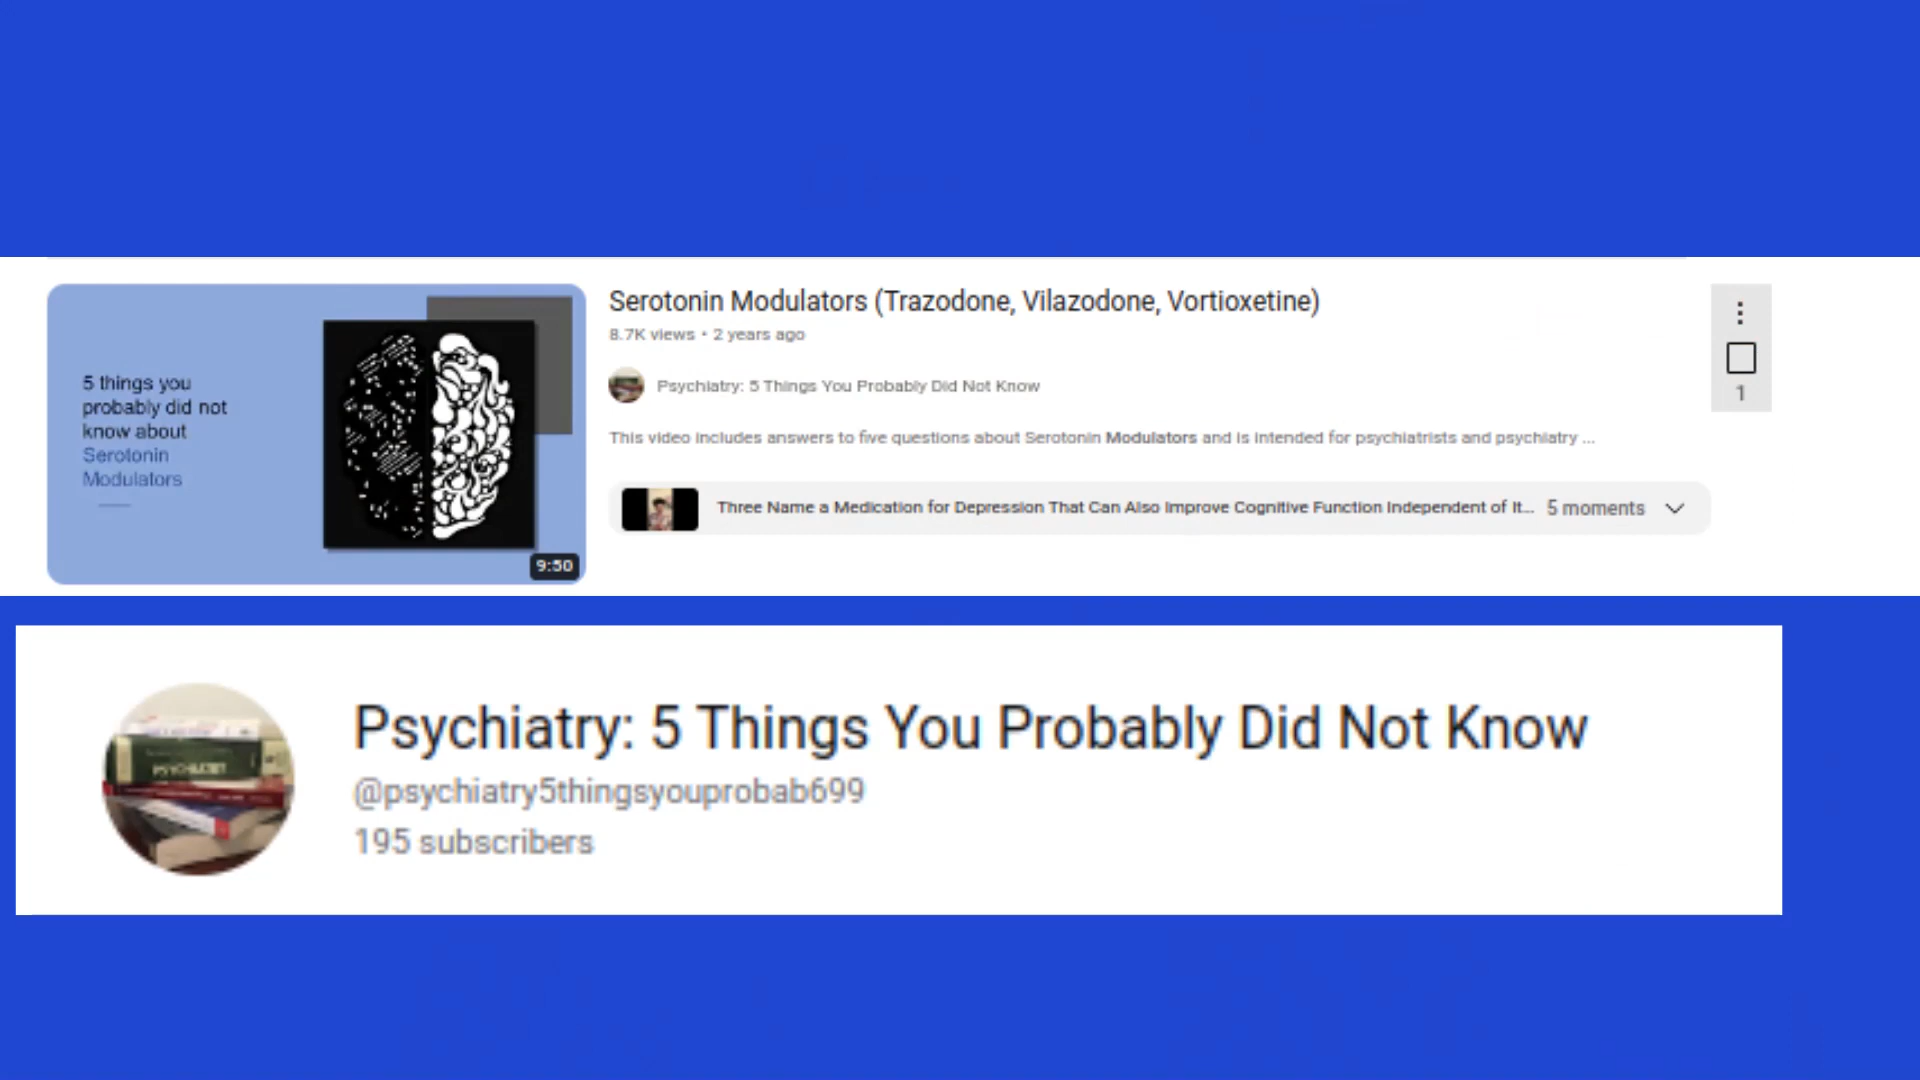 5 things you
probably did not
know about
Serotonin
Modulators
9:50
Serotonin Modulators (Trazodone, Vilazodone, Vortioxetine)
8.7K views • 2 years ago
Psychiatry: 5 Things You Probably Did Not Know
This video includes answers to five questions about Serotonin Modulators and is intended for psychiatrists and psychiatry ...
Three Name a Medication for Depression That Can Also Improve Cognitive Function Independent of It... 5 moments
1
PSYCHIATRY
Psychiatry: 5 Things You Probably Did Not Know
@psychiatry5thingsyouprobab699
195 subscribers